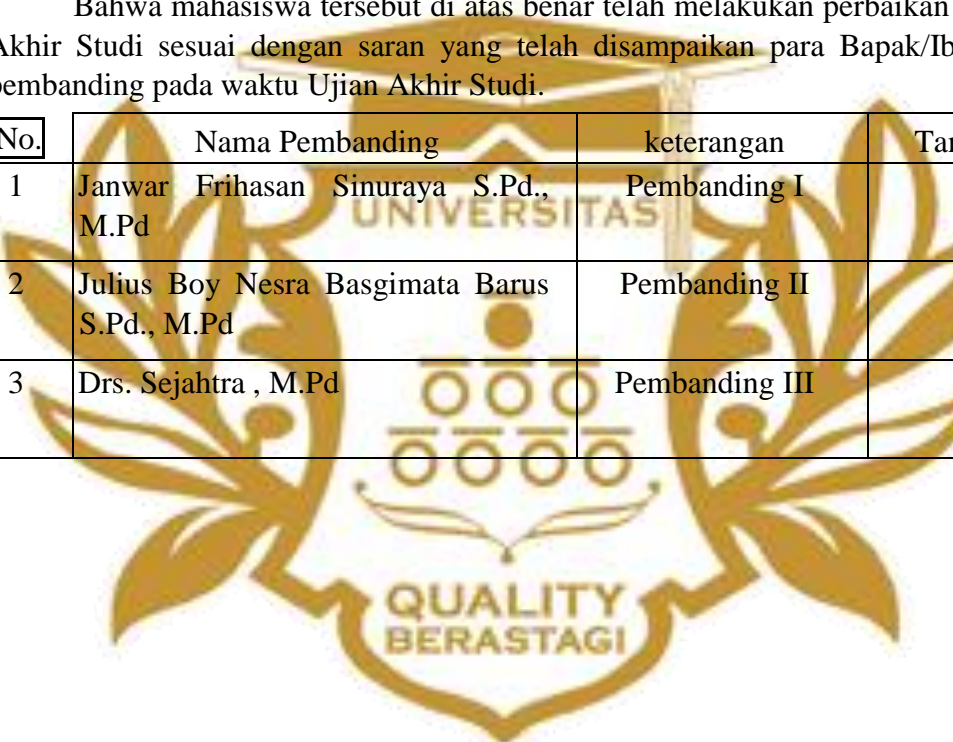 Bahwa mahasiswa tersebut di atas benar telah melakukan perbaikan
Akhir Studi sesuai dengan saran yang telah disampaikan para Bapak/Ib
pembanding pada waktu Ujian Akhir Studi.
No. Nama Pembanding keterangan Tan
1 Janwar Frihasan Sinuraya S.Pd., Pembanding I
M.Pd
UNIVERSITAS
2 Julius Boy Nesra Basgimata Barus Pembanding II
S.Pd., M.Pd
3 Drs. Sejahtra , M.Pd Pembanding III
QUALITY
BERASTAGI